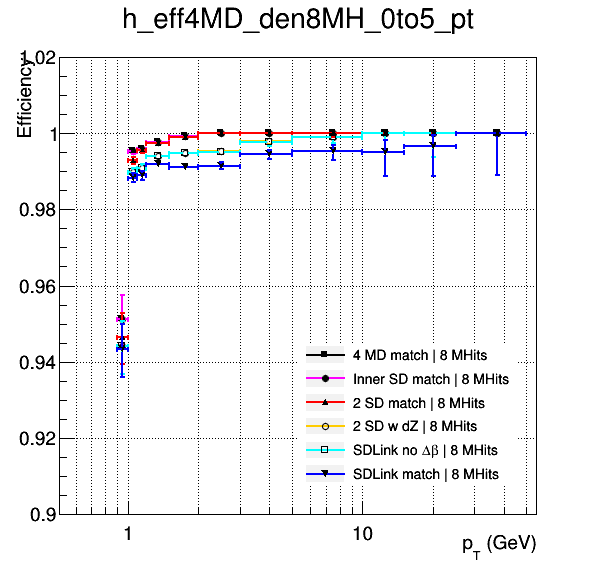 h_eff4MD_den8MH_0to5_pt
Efficiency
1.02
1
0.98
0.96
0.94
0.92
0.9
4 MD match | 8 MHits
Inner SD match | 8 MHits
2 SD match | 8 MHits
2 SD w dZ | 8 MHits
SDLink no Δβ | 8 MHits
SDLink match | 8 MHits
1
10
p_T (GeV)